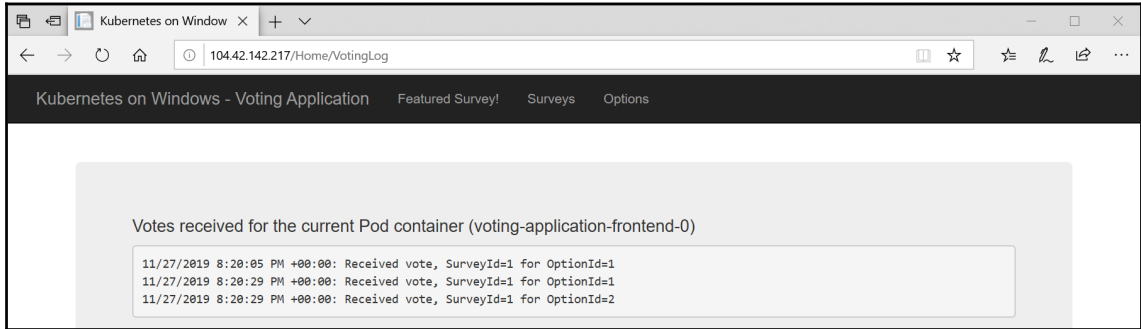 Kubernetes on Window
104.42.142.217/Home/VotingLog
Kubernetes on Windows - Voting Application Featured Survey! Surveys Options
Votes received for the current Pod container (voting-application-frontend-0)
11/27/2019 8:20:05 PM +00:00: Received vote, SurveyId=1 for OptionId=1
11/27/2019 8:20:29 PM +00:00: Received vote, SurveyId=1 for OptionId=1
11/27/2019 8:20:29 PM +00:00: Received vote, SurveyId=1 for OptionId=2